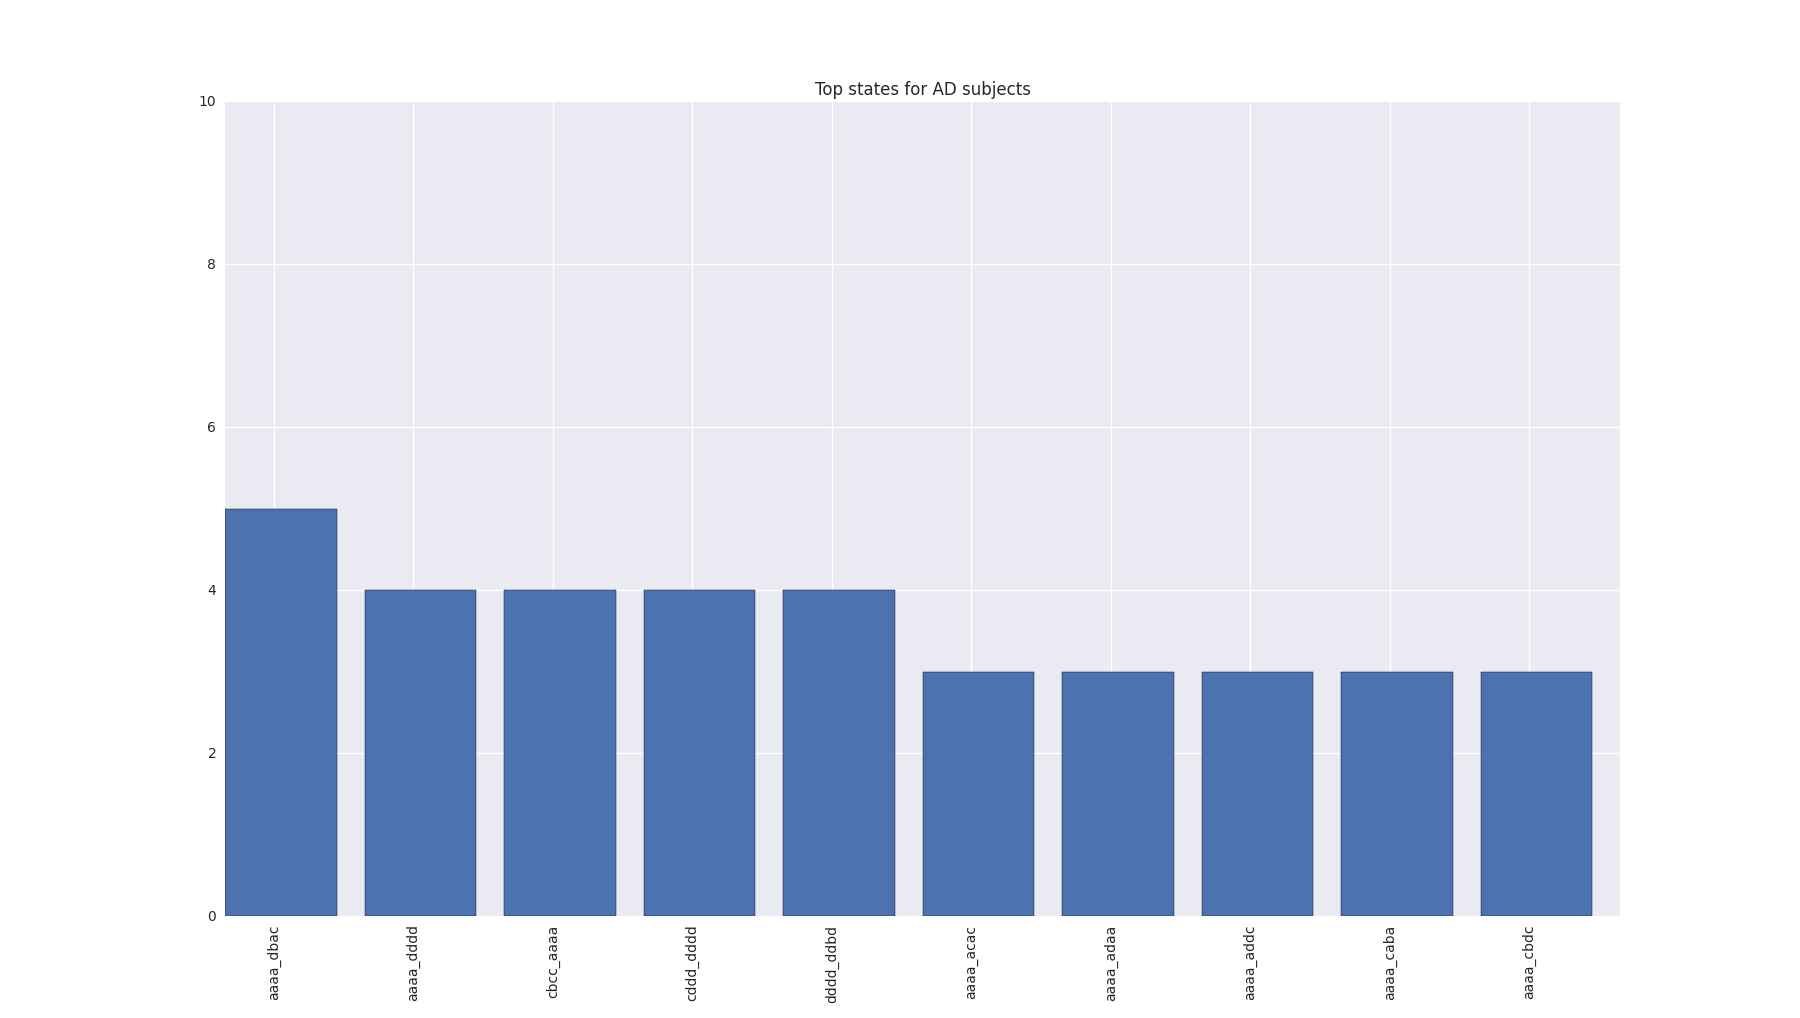 Top states for AD subjects
10
8
6
4
2
0
aaaa_dbac
aaaa_dddd
cbcc_aaaa
cddd_dddd
dddd_ddbd
aaaa_acac
aaaa_adaa
aaaa_addc
aaaa_caba
aaaa_cbdc